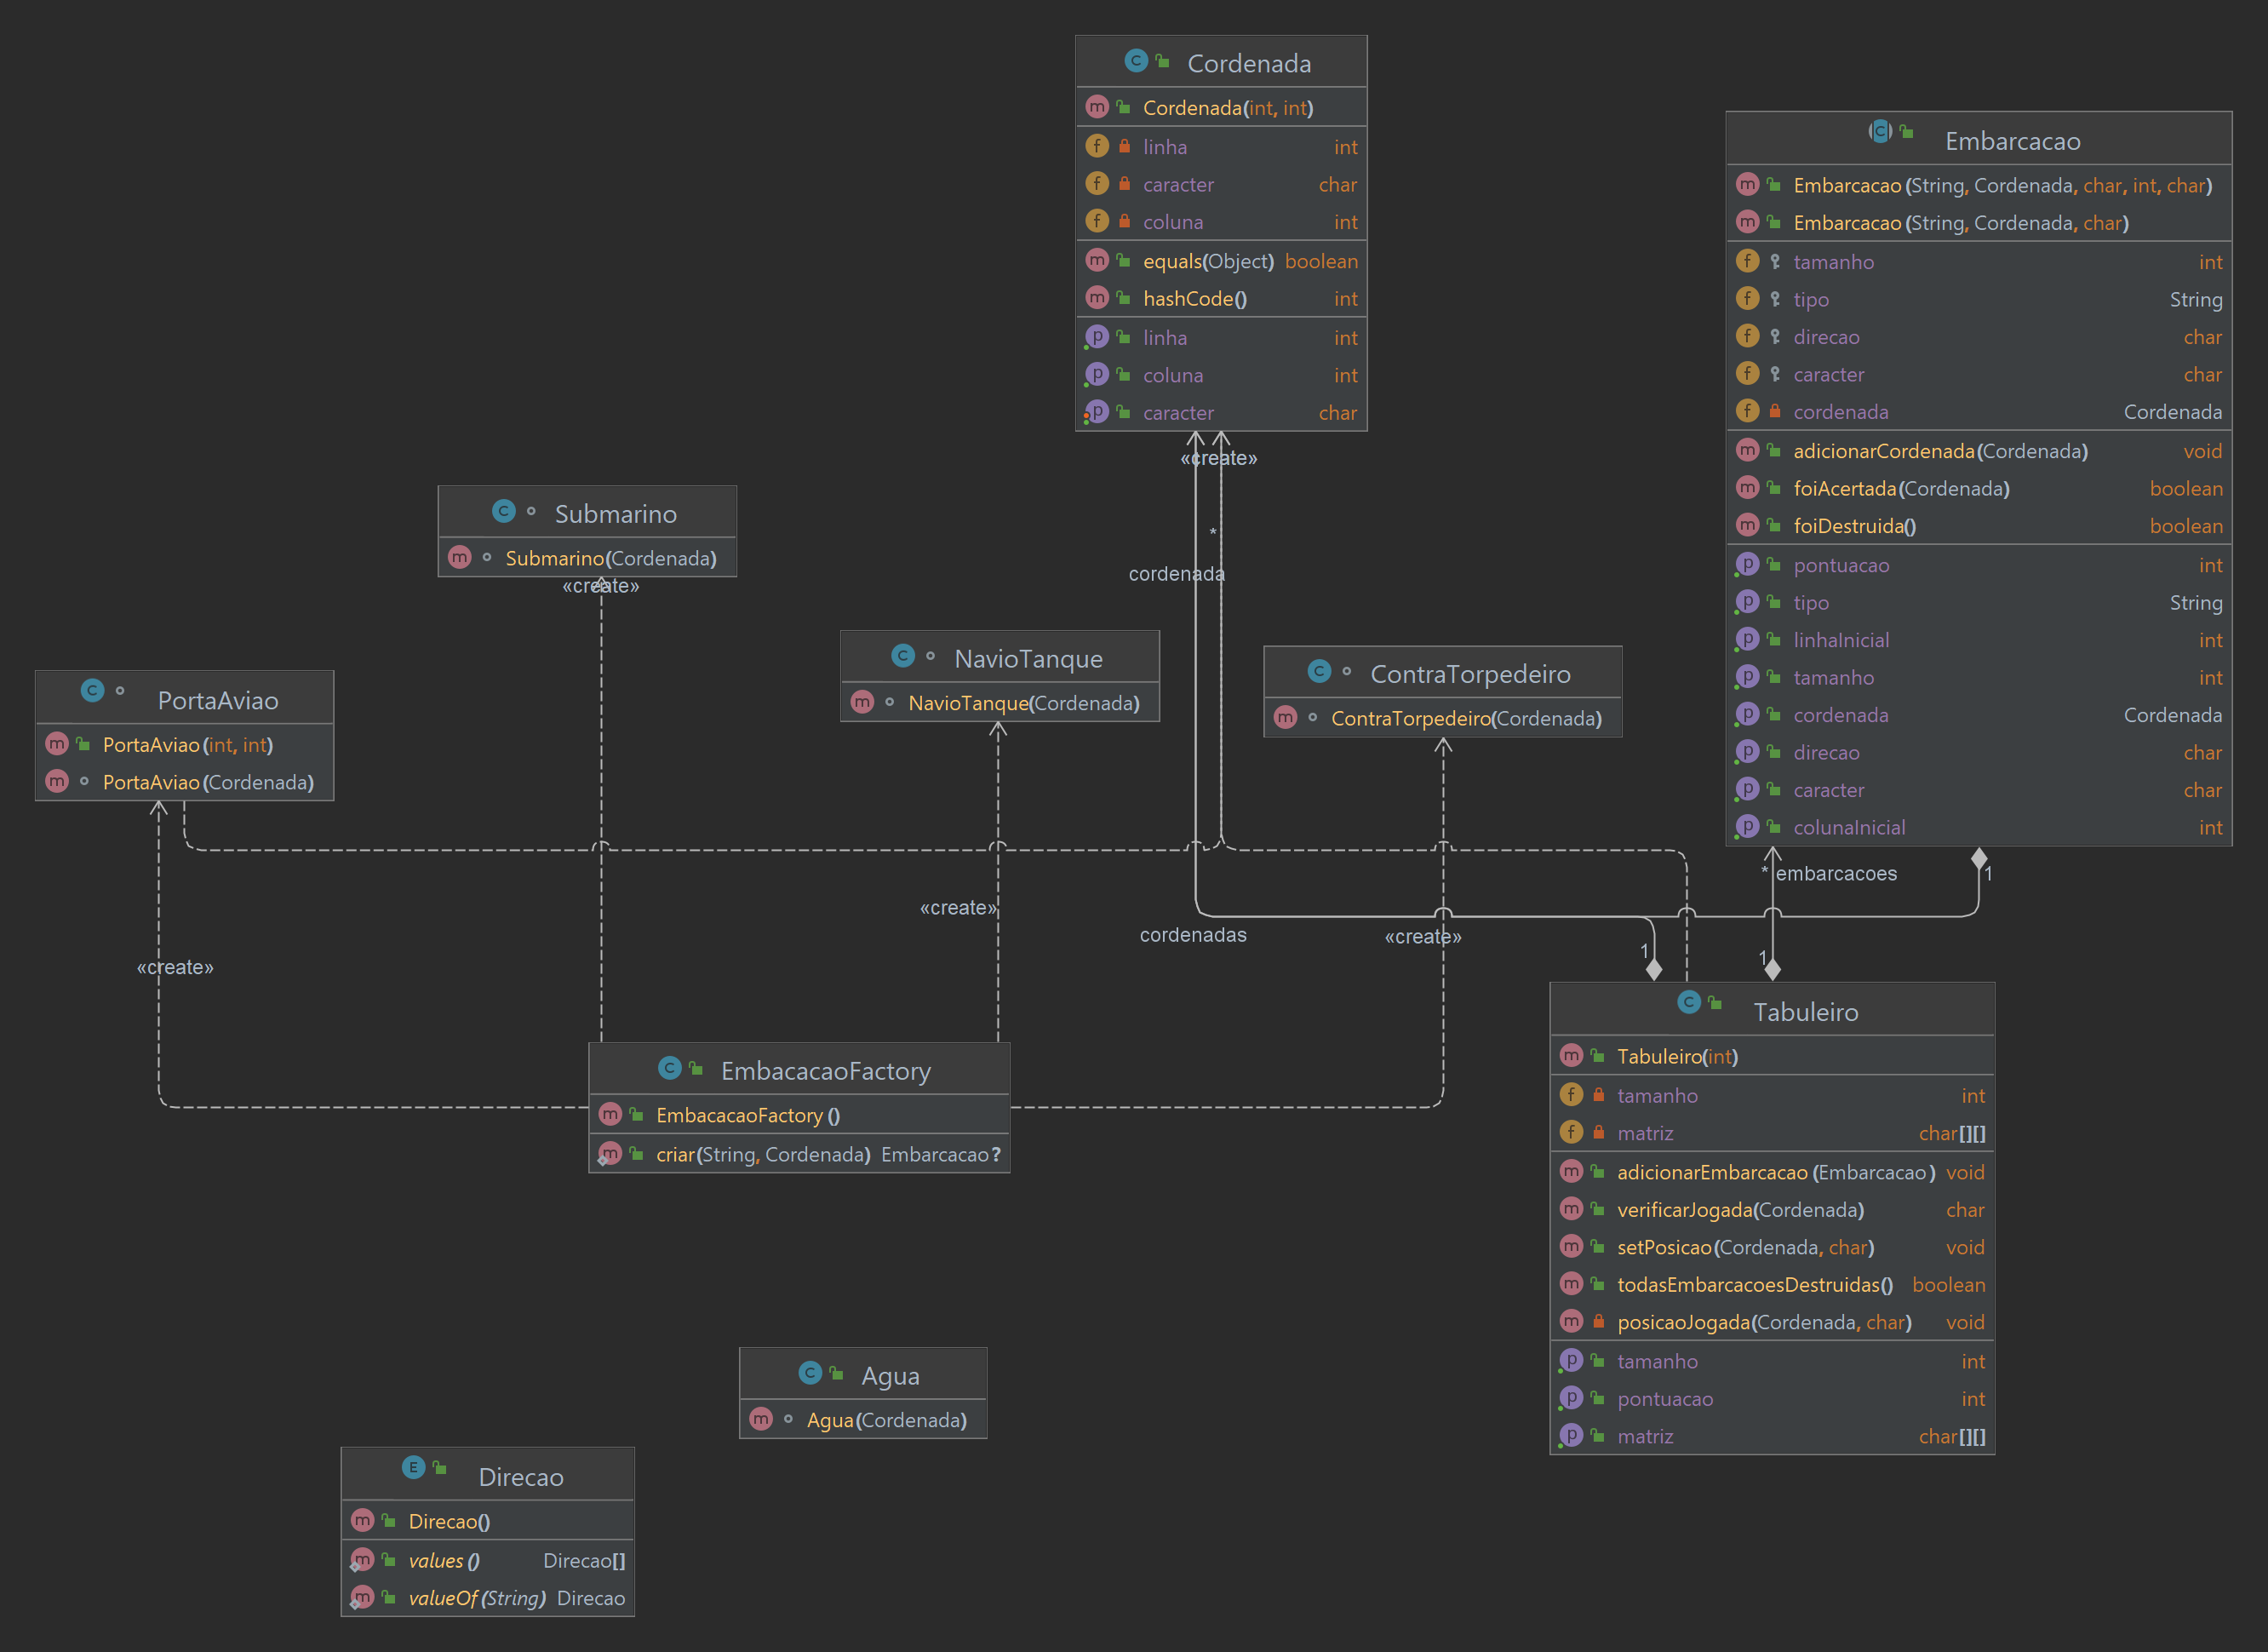 Cordenada
Cordenada(int, int)
linha int
caracter char
coluna int
equals(Object) boolean
hashCode() int
linha int
coluna int
caracter char
Embarcacao
Embarcacao(String, Cordenada, char, int, char)
Embarcacao(String, Cordenada, char)
tamanho int
tipo String
direcao char
caracter char
cordenada Cordenada
adicionarCordenada(Cordenada) void
foiAcertada(Cordenada) boolean
foiDestruida() boolean
pontuacao int
tipo String
linhaInicial int
tamanho int
cordenada Cordenada
direcao char
caracter char
colunaInicial int
«create»
*
cordenada
Submarino
Submarino(Cordenada)
«create»
NavioTanque
NavioTanque(Cordenada)
ContraTorpedeiro
ContraTorpedeiro(Cordenada)
PortaAviao
PortaAviao(int, int)
PortaAviao(Cordenada)
* embarcacoes
1
«create»
cordenadas
«create»
1
1
«create»
Tabuleiro
Tabuleiro(int)
tamanho int
matriz char[][]
adicionarEmbarcacao(Embarcacao) void
verificarJogada(Cordenada) char
setPosicao(Cordenada, char) void
todasEmbarcacoesDestruidas() boolean
posicaoJogada(Cordenada, char) void
tamanho int
pontuacao int
matriz char[][]
EmbacacaoFactory
EmbacacaoFactory()
criar(String, Cordenada) Embarcacao?
Agua
Agua(Cordenada)
Direcao
Direcao()
values() Direcao[]
valueOf(String) Direcao